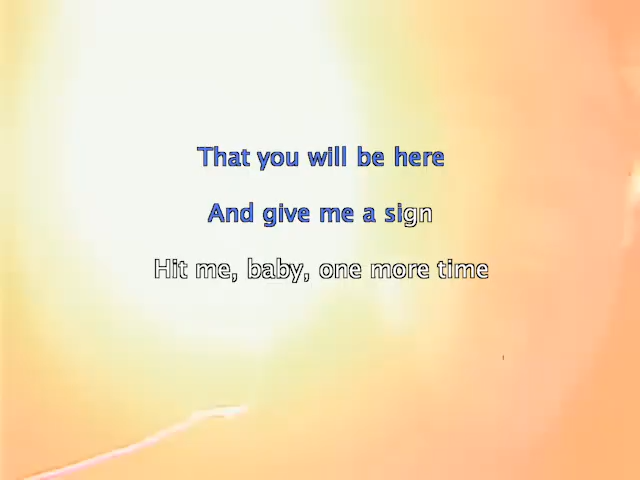 That you will be here
And give me a sign
Hit me, baby, one more time